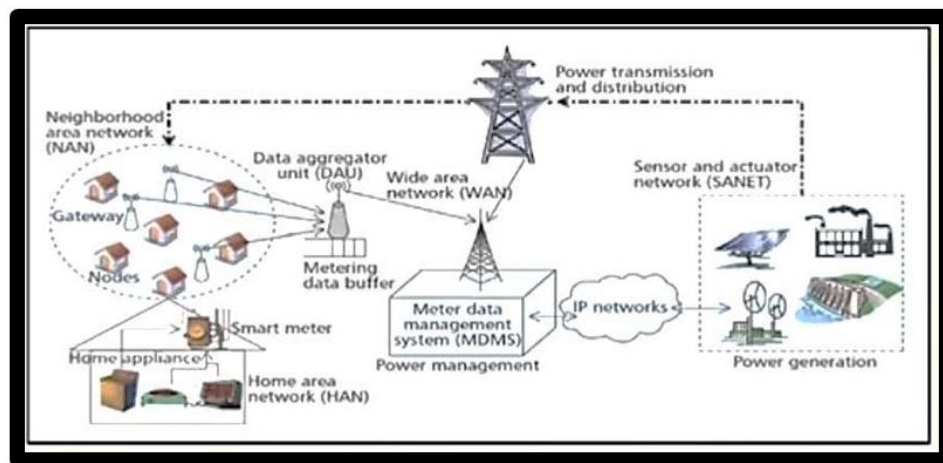 Power transmission
and distribution
Neighborhood
area network
(NAN)
Data aggregator
unit (DAU)
Wide area
network (WAN)
Sensor and actuator
network (SANET)
Gateway
Nodes
Metering
data buffer
Meter data
management
system (MDMS)
IP networks
Power management
Power generation
Smart meter
Home appliance
Home area
network (HAN)